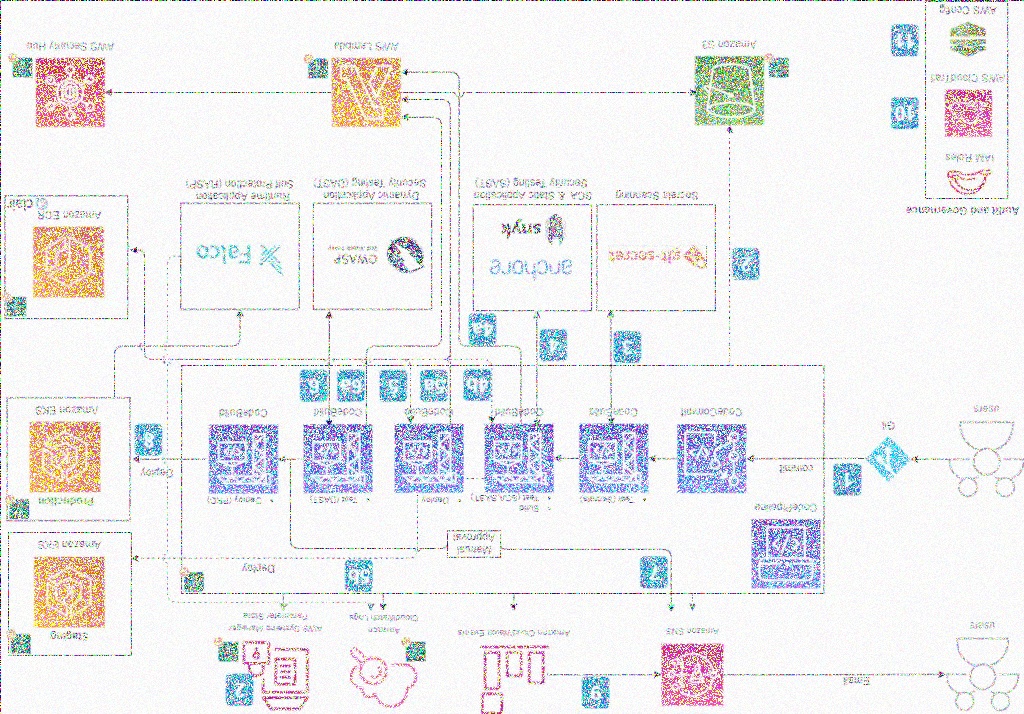 users
Email
Amazon SNS
9
Amazon CloudWatch Events
Amazon
CloudWatch Logs
2
AWS Systems Manager
Parameter Store
Staging
Amazon EKS
CodePipeline
7
Manual
Approval
5b
Deploy
users
Git
1
commit
CodeCommit
Test (Secrets)
CodeBuild
Build
Test (SCA/SAST)
CodeBuild
Deploy
CodeBuild
Test (DAST)
CodeBuild
Deploy (PRD)
CodeBuild
Deploy
8
Production
Amazon EKS
3
4
4a
4b
5a
5
6a
6
2
git-secrets
Secrets Scanning
anchore
snyk
SCA & Static Application
Security Testing (SAST)
OWASP
Dynamic Application
Security Testing (DAST)
Falco
Runtime Application
Self Protection (RASP)
Amazon ECR
clair
Audit and Governance
IAM Roles
10
AWS CloudTrail
11
AWS Config
Amazon S3
AWS Lambda
AWS Security Hub